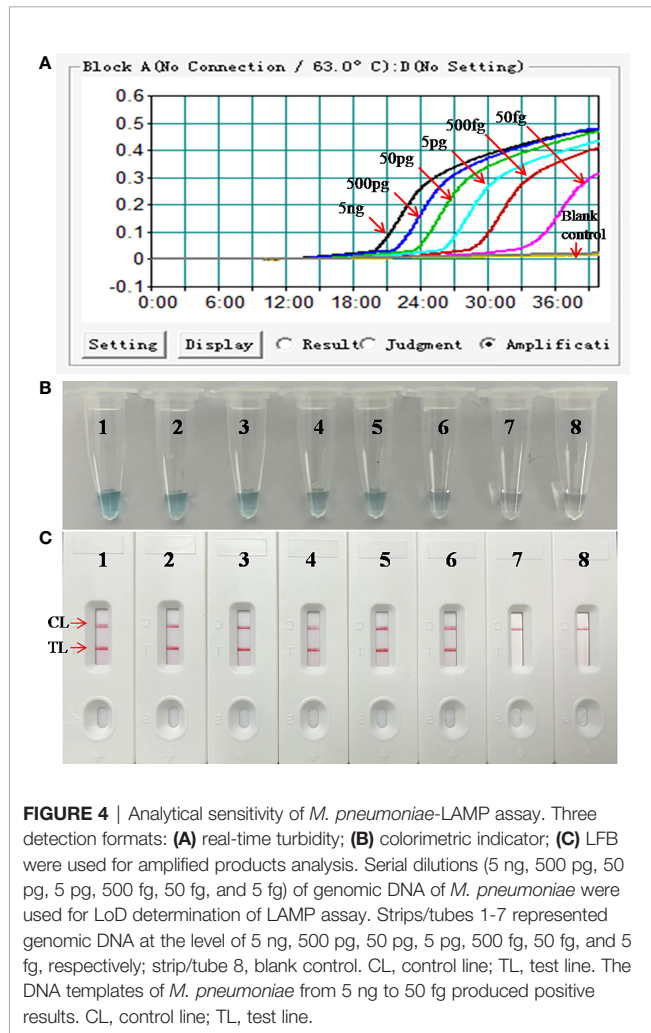 A
Block A(No Connection / 63.0° C):D(No Setting)
0.6
0.5
0.4
0.3
0.2
0.1
0
-0.1
0:00 6:00 12:00 18:00 24:00 30:00 36:00
5ng
500pg
50pg
5pg
500fg
50fg
Blank
control
Setting Display Result Judgment Amplificati
B
1 2 3 4 5 6 7 8
C
1 2 3 4 5 6 7 8
CL
TL
FIGURE 4 | Analytical sensitivity of M. pneumoniae-LAMP assay. Three
detection formats: (A) real-time turbidity; (B) colorimetric indicator; (C) LFB
were used for amplified products analysis. Serial dilutions (5 ng, 500 pg, 50
pg, 5 pg, 500 fg, 50 fg, and 5 fg) of genomic DNA of M. pneumoniae were
used for LoD determination of LAMP assay. Strips/tubes 1-7 represented
genomic DNA at the level of 5 ng, 500 pg, 50 pg, 5 pg, 500 fg, 50 fg, and 5
fg, respectively; strip/tube 8, blank control. CL, control line; TL, test line. The
DNA templates of M. pneumoniae from 5 ng to 50 fg produced positive
results. CL, control line; TL, test line.